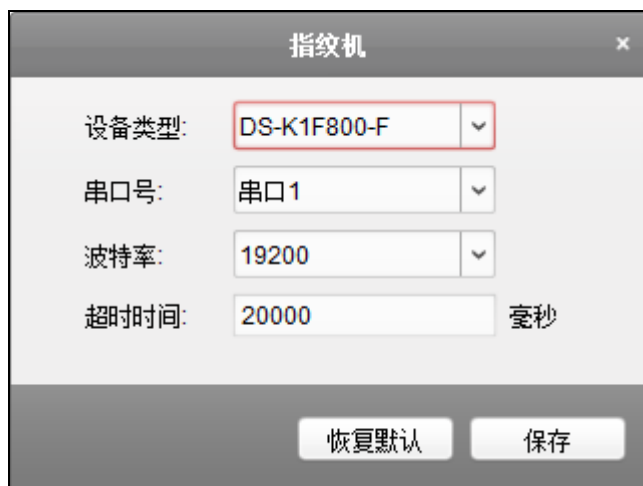 指纹机 ×
设备类型: DS-K1F800-F
串口号: 串口1
波特率: 19200
超时时间: 20000 毫秒
恢复默认 保存